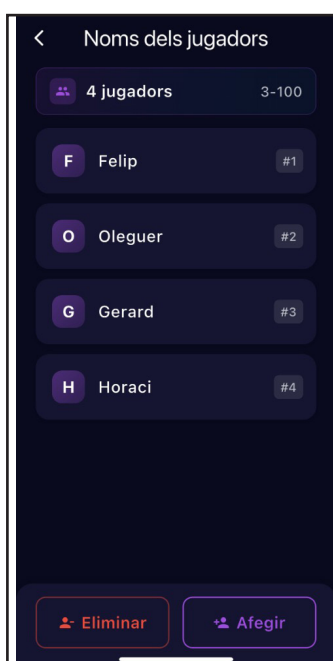 Noms dels jugadors
4 jugadors 3-100
F Felip #1
O Oleguer #2
G Gerard #3
H Horaci #4
Eliminar Afegir